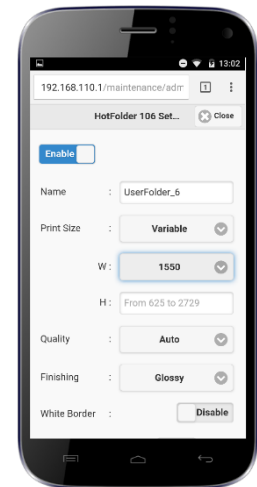 13:02
192.168.110.1/maintenance/adm 1
HotFolder 106 Set... Close
Enable
Name : UserFolder_6
Print Size : Variable
W : 1550
H : From 625 to 2729
Quality : Auto
Finishing : Glossy
White Border : Disable